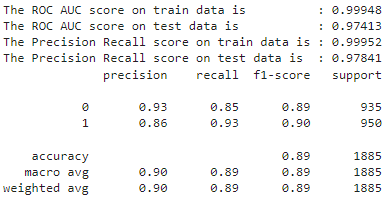 The ROC AUC score on train data is : 0.99948
The ROC AUC score on test data is : 0.97413
The Precision Recall score on train data is : 0.99952
The Precision Recall score on test data is : 0.97841
precision recall f1-score support
0 0.93 0.85 0.89 935
1 0.86 0.93 0.90 950
accuracy 0.89 1885
macro avg 0.90 0.89 0.89 1885
weighted avg 0.90 0.89 0.89 1885